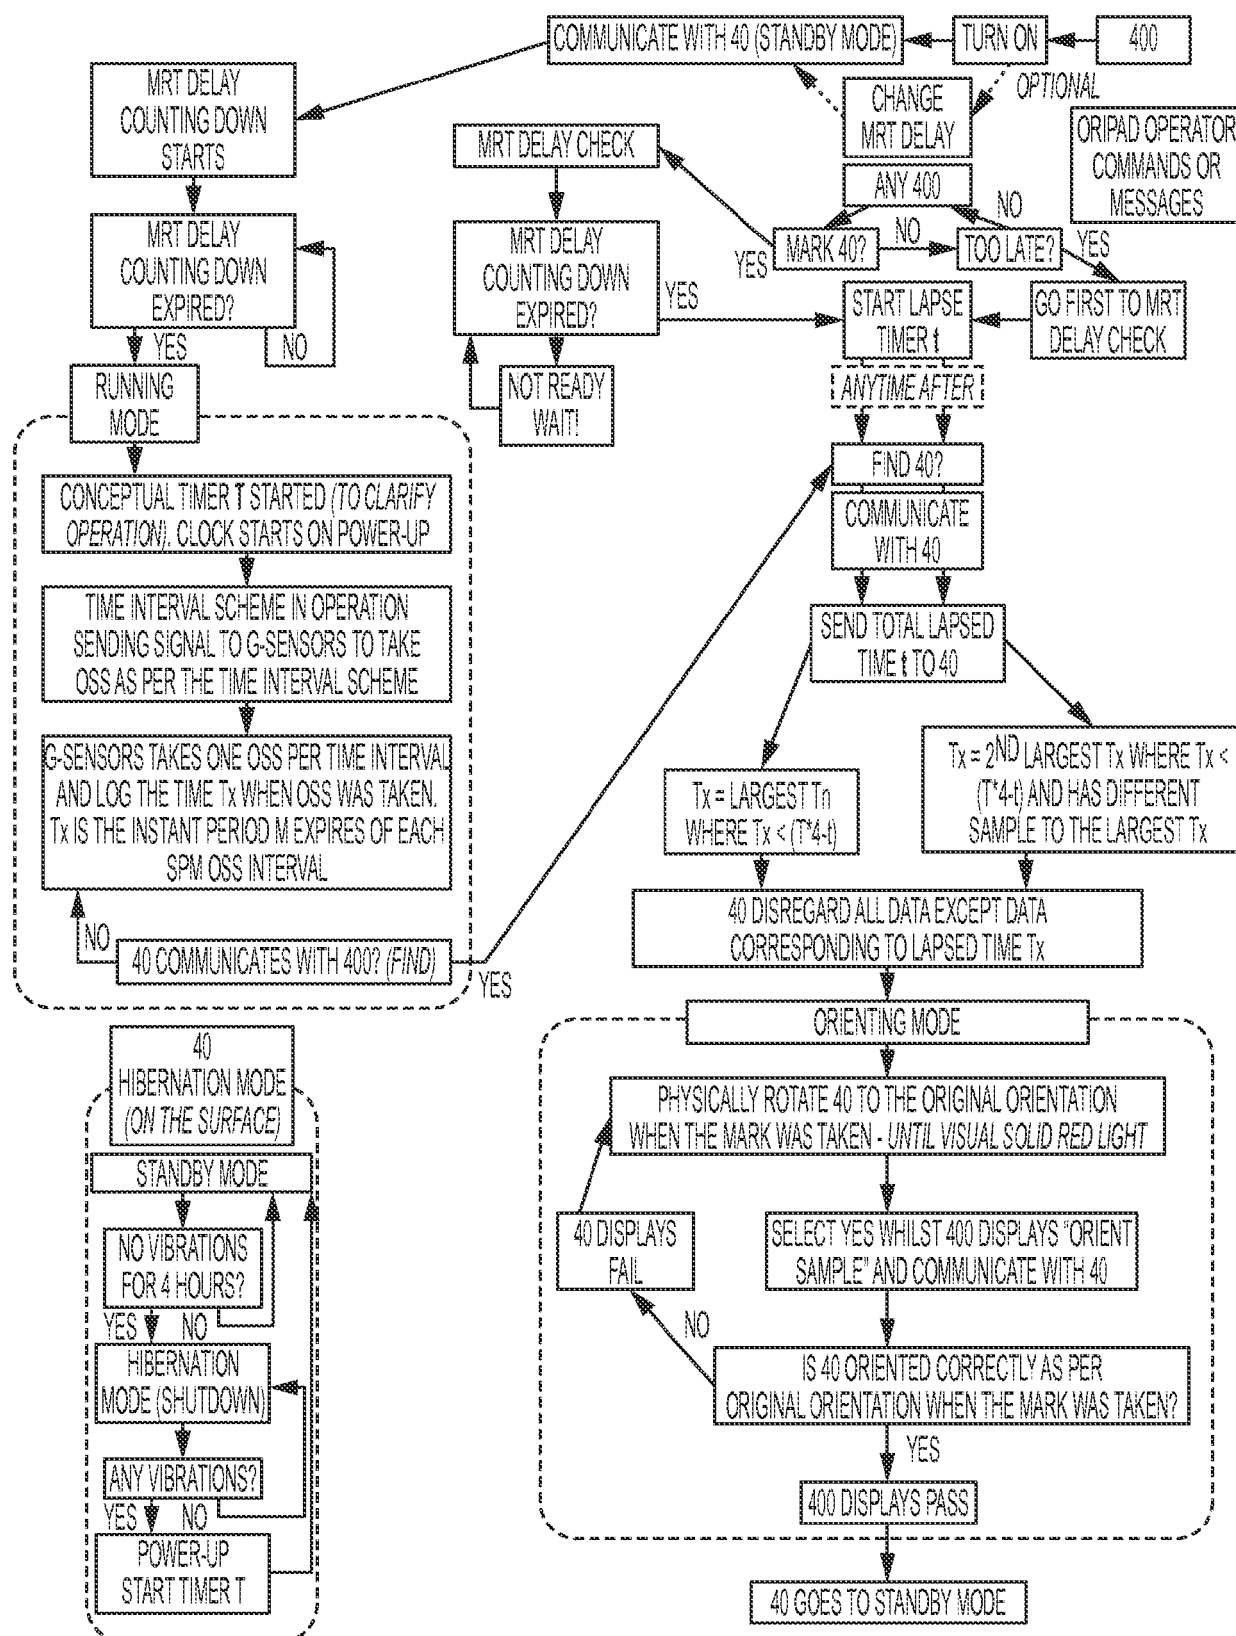 COMMUNICATE WITH 40 (STANDBY MODE)
TURN ON
400
OPTIONAL
CHANGE
MRT DELAY
ORIPAD OPERATOR
COMMANDS OR
MESSAGES
MRT DELAY
COUNTING DOWN
STARTS
MRT DELAY CHECK
ANY 400
NO
MARK 40?
NO
TOO LATE?
YES
YES
MRT DELAY
COUNTING DOWN
EXPIRED?
NO
YES
MRT DELAY
COUNTING DOWN
EXPIRED?
YES
START LAPSE
TIMER t
GO FIRST TO MRT
DELAY CHECK
NOT READY
WAIT!
ANYTIME AFTER
RUNNING
MODE
CONCEPTUAL TIMER T STARTED (TO CLARIFY
OPERATION). CLOCK STARTS ON POWER-UP
TIME INTERVAL SCHEME IN OPERATION
SENDING SIGNAL TO G-SENSORS TO TAKE
OSS AS PER THE TIME INTERVAL SCHEME
G-SENSORS TAKES ONE OSS PER TIME INTERVAL
AND LOG THE TIME Tx WHEN OSS WAS TAKEN.
Tx IS THE INSTANT PERIOD M EXPIRES OF EACH
SPM OSS INTERVAL
NO
40 COMMUNICATES WITH 400? (FIND)
YES
FIND 40?
COMMUNICATE
WITH 40
SEND TOTAL LAPSED
TIME t TO 40
Tx = LARGEST Tn
WHERE Tx < (T*4-t)
Tx = 2ND LARGEST Tx WHERE Tx <
(T*4-t) AND HAS DIFFERENT
SAMPLE TO THE LARGEST Tx
40 DISREGARD ALL DATA EXCEPT DATA
CORRESPONDING TO LAPSED TIME Tx
ORIENTING MODE
PHYSICALLY ROTATE 40 TO THE ORIGINAL ORIENTATION
WHEN THE MARK WAS TAKEN - UNTIL VISUAL SOLID RED LIGHT
40 DISPLAYS
FAIL
SELECT YES WHILST 400 DISPLAYS "ORIENT
SAMPLE" AND COMMUNICATE WITH 40
NO
IS 40 ORIENTED CORRECTLY AS PER
ORIGINAL ORIENTATION WHEN THE MARK WAS TAKEN?
YES
400 DISPLAYS PASS
40 GOES TO STANDBY MODE
40
HIBERNATION MODE
(ON THE SURFACE)
STANDBY MODE
NO VIBRATIONS
FOR 4 HOURS?
YES
NO
HIBERNATION
MODE (SHUTDOWN)
ANY VIBRATIONS?
YES
NO
POWER-UP
START TIMER T